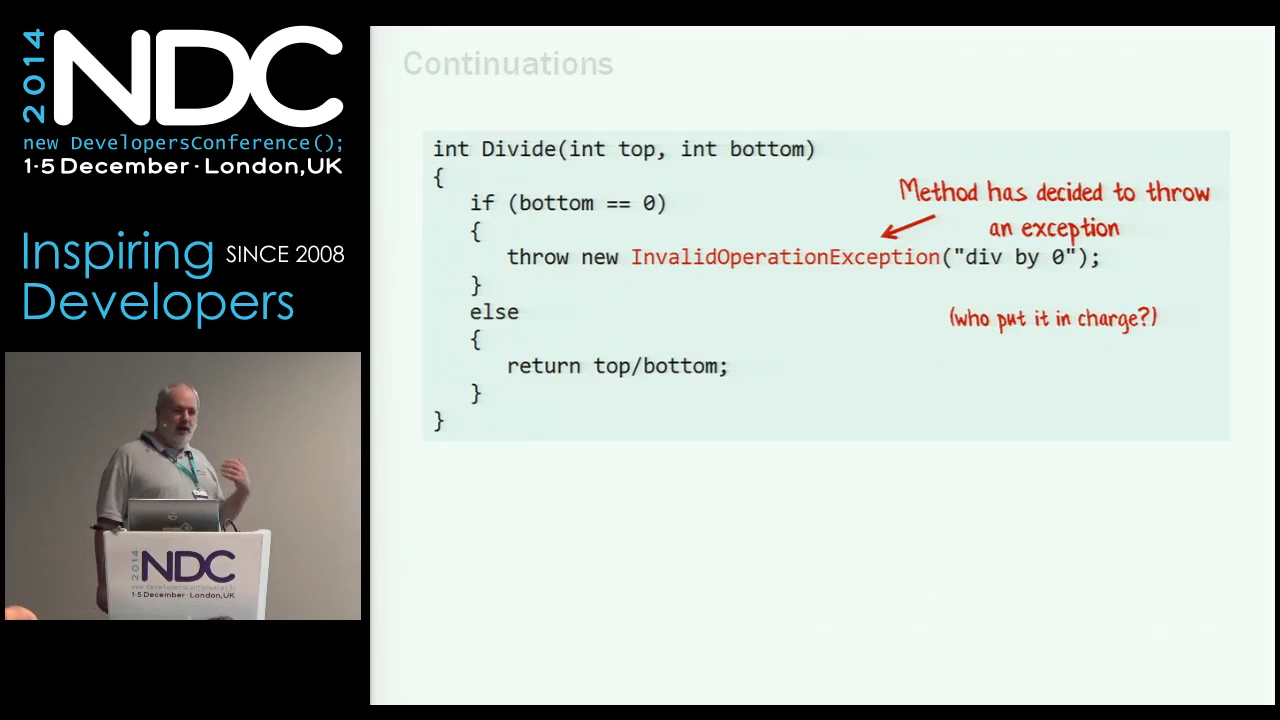 2014
NDC
new DevelopersConference();
1-5 December · London, UK
Inspiring
Developers
SINCE 2008
2014
NDC
new DevelopersConference();
1-5 December · London, UK
Continuations
int Divide(int top, int bottom)
{
if (bottom == 0)
{
throw new InvalidOperationException("div by 0");
}
else
{
return top/bottom;
}
}
Method has decided to throw
an exception
(who put it in charge?)